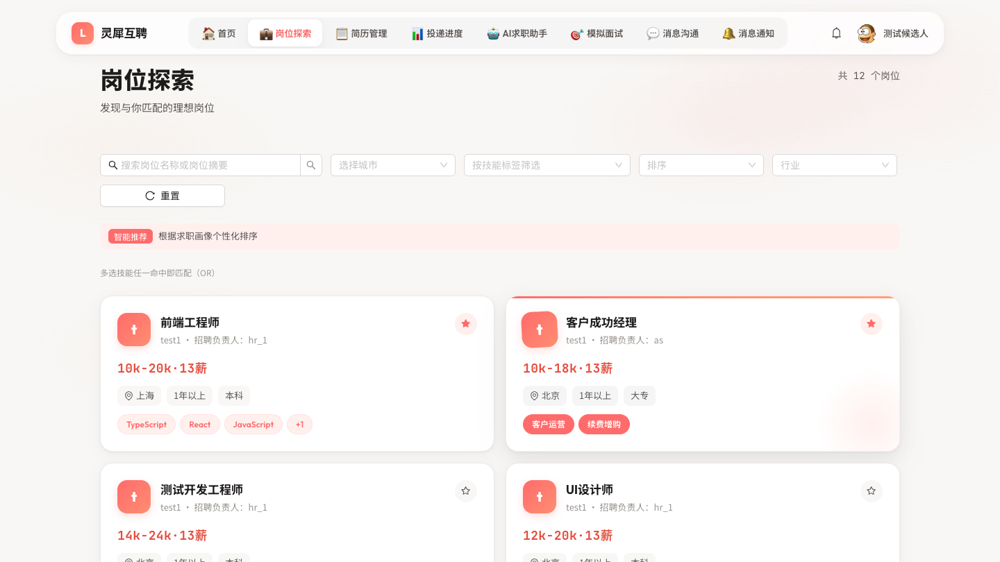 L 灵犀互聘 首页 岗位探索 简历管理 投递进度 AI求职助手 模拟面试 消息沟通 消息通知 测试候选人
岗位探索
共 12 个岗位
发现与你匹配的理想岗位
搜索岗位名称或岗位摘要 选择城市 按技能标签筛选 排序 行业
重置
智能推荐 根据求职画像个性化排序
多选技能任一命中即匹配（OR）
t
前端工程师
test1 · 招聘负责人：hr_1
10k-20k·13薪
上海 1年以上 本科
TypeScript React JavaScript +1
t
客户成功经理
test1 · 招聘负责人：as
10k-18k·13薪
北京 1年以上 大专
客户运营 续费增购
t
测试开发工程师
test1 · 招聘负责人：hr_1
14k-24k·13薪
北京 1年以上 本科
t
UI设计师
test1 · 招聘负责人：hr_1
12k-20k·13薪
北京 1年以上 本科